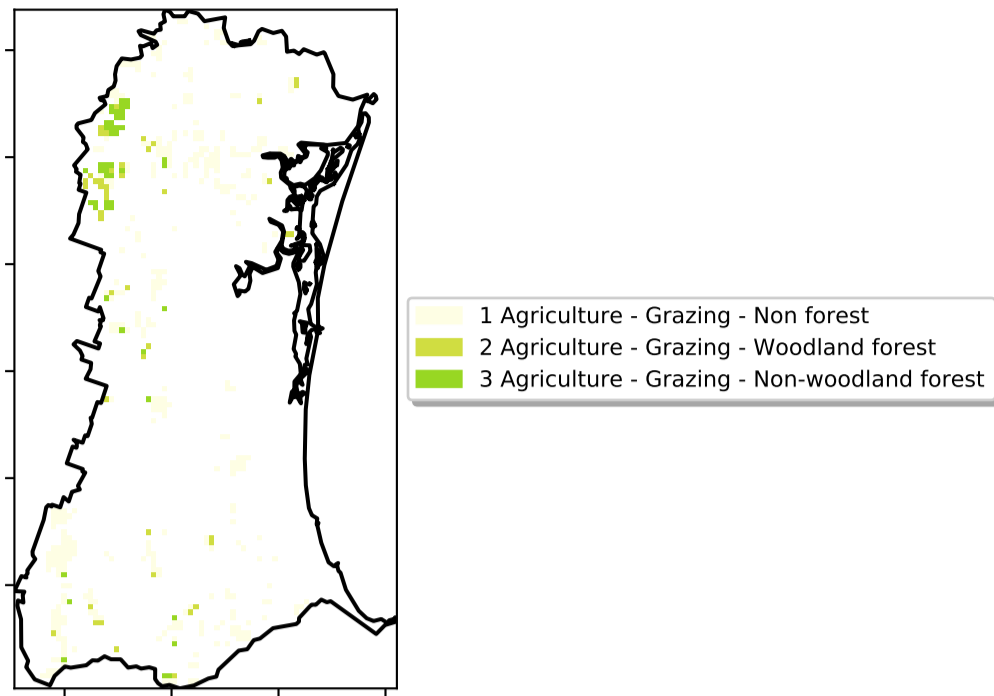 1 Agriculture - Grazing - Non forest
2 Agriculture - Grazing - Woodland forest
3 Agriculture - Grazing - Non-woodland forest